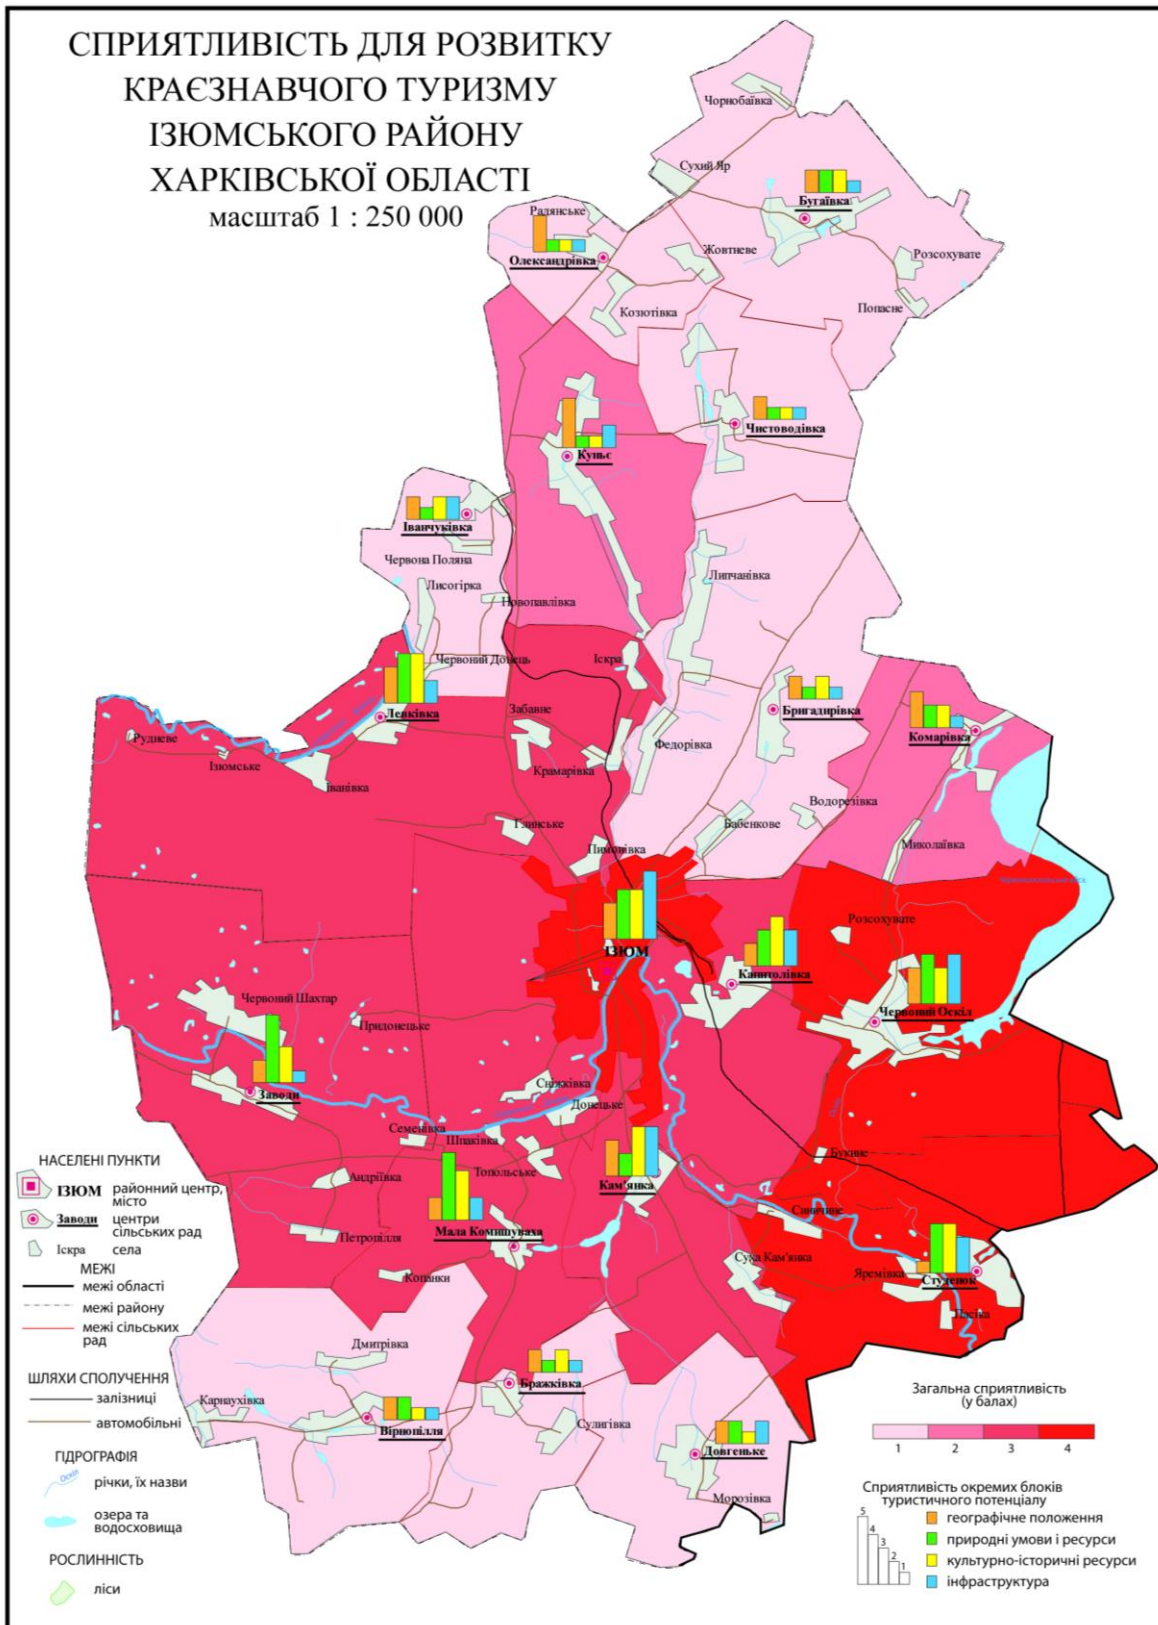 СПРИЯТЛИВІСТЬ ДЛЯ РОЗВИТКУ
КРАЄЗНАВЧОГО ТУРИЗМУ
ІЗЮМСЬКОГО РАЙОНУ
ХАРКІВСЬКОЇ ОБЛАСТІ
масштаб 1 : 250 000
Чорнобаївка
Сухий Яр
Бугаївка
Радянське
Олександрівка
Жовтневе
Розсохувате
Попасне
Козютівка
Чистоводівка
Куньє
Іванчуківка
Червона Поляна
Лисогірка
Новопавлівка
Липчанівка
Іскра
Червоний Донець
Левківка
Забавне
Бригадирівка
Комарівка
Рудневе
Ізюмське
Іванівка
Крамарівка
Федорівка
Водорезівка
Глинське
Бабенкове
Пимонівка
Миколаївка
Розсохувате
ІЗЮМ
Капитолівка
Червоний Оскіл
Червоний Шахтар
Придонецьке
Заводи
Сніжківка
Донецьке
Семенівка
Шпаківка
Топольське
Андріївка
Кам'янка
Букине
Мала Комишуваха
Синичине
Петропілля
Копанки
Суха Кам'янка
Яремівка
Студенок
Пасіка
Дмитрівка
Бражківка
Карнаухівка
Вірнопілля
Сулигівка
Довгеньке
Морозівка
НАСЕЛЕНІ ПУНКТИ
ІЗЮМ районний центр,
місто
Заводи центри
сільських рад
Іскра села
МЕЖІ
межі області
межі району
межі сільських
рад
ШЛЯХИ СПОЛУЧЕННЯ
залізниці
автомобільні
ГІДРОГРАФІЯ
Оскіл річки, їх назви
озера та
водосховища
РОСЛИННІСТЬ
ліси
Загальна сприятливість
(у балах)
1 2 3 4
Сприятливість окремих блоків
туристичного потенціалу
5 4 3 2 1
географічне положення
природні умови і ресурси
культурно-історичні ресурси
інфраструктура